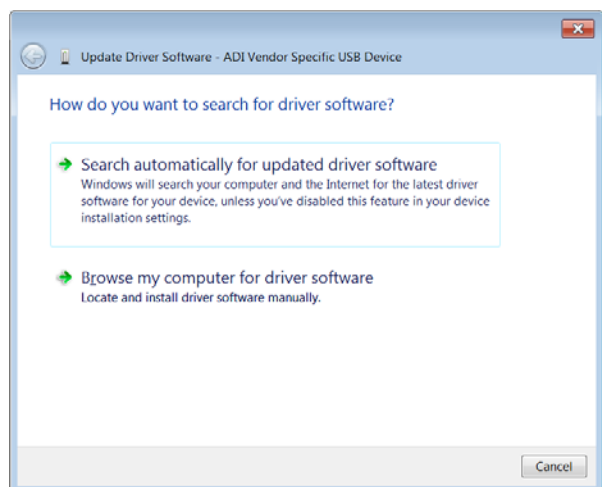 Update Driver Software - ADI Vendor Specific USB Device
How do you want to search for driver software?
Search automatically for updated driver software
Windows will search your computer and the Internet for the latest driver
software for your device, unless you've disabled this feature in your device
installation settings.
Browse my computer for driver software
Locate and install driver software manually.
Cancel